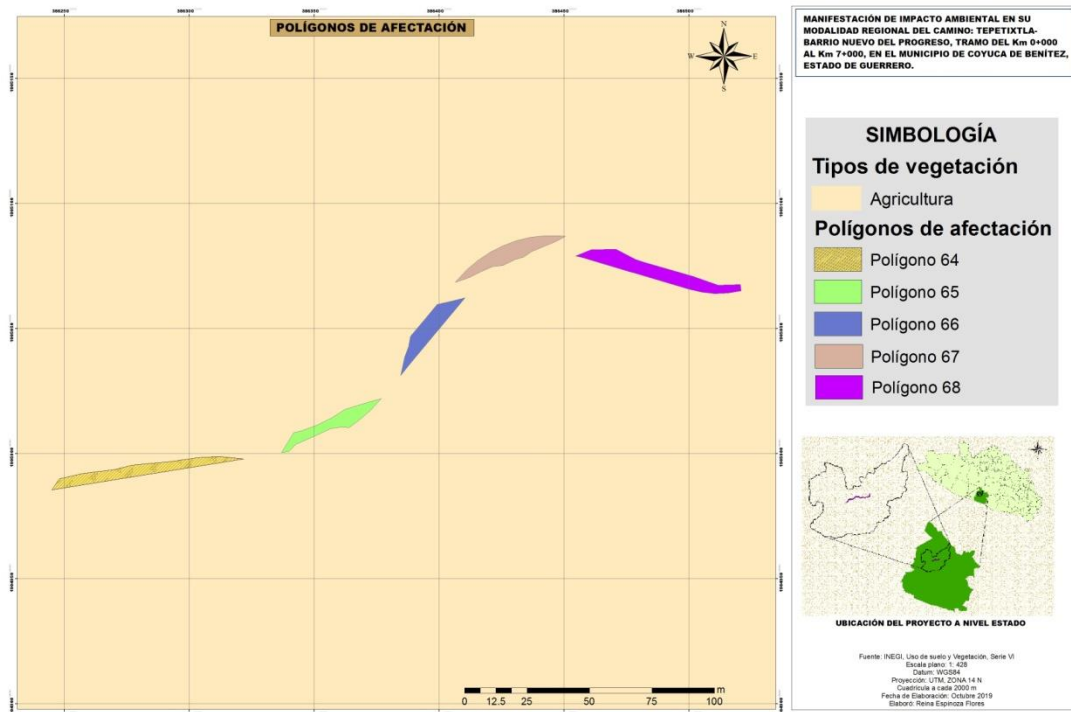 POLÍGONOS DE AFECTACIÓN
N
W
E
S
m
0 12.5 25 50 75 100
MANIFESTACIÓN DE IMPACTO AMBIENTAL EN SU
MODALIDAD REGIONAL DEL CAMINO: TEPETIXTLA-
BARRIO NUEVO DEL PROGRESO, TRAMO DEL Km 0+000
AL Km 7+000, EN EL MUNICIPIO DE COYUCA DE BENÍTEZ,
ESTADO DE GUERRERO.
SIMBOLOGÍA
Tipos de vegetación
Agricultura
Polígonos de afectación
Polígono 64
Polígono 65
Polígono 66
Polígono 67
Polígono 68
UBICACIÓN DEL PROYECTO A NIVEL ESTADO
Fuente: INEGI, Uso de suelo y Vegetación, Serie VI
Escala plano: 1: 428
Datum: WGS84
Proyección: UTM, ZONA 14 N
Cuadrícula a cada 2000 m
Fecha de Elaboración: Octubre 2019
Elaboró: Reina Espinoza Flores